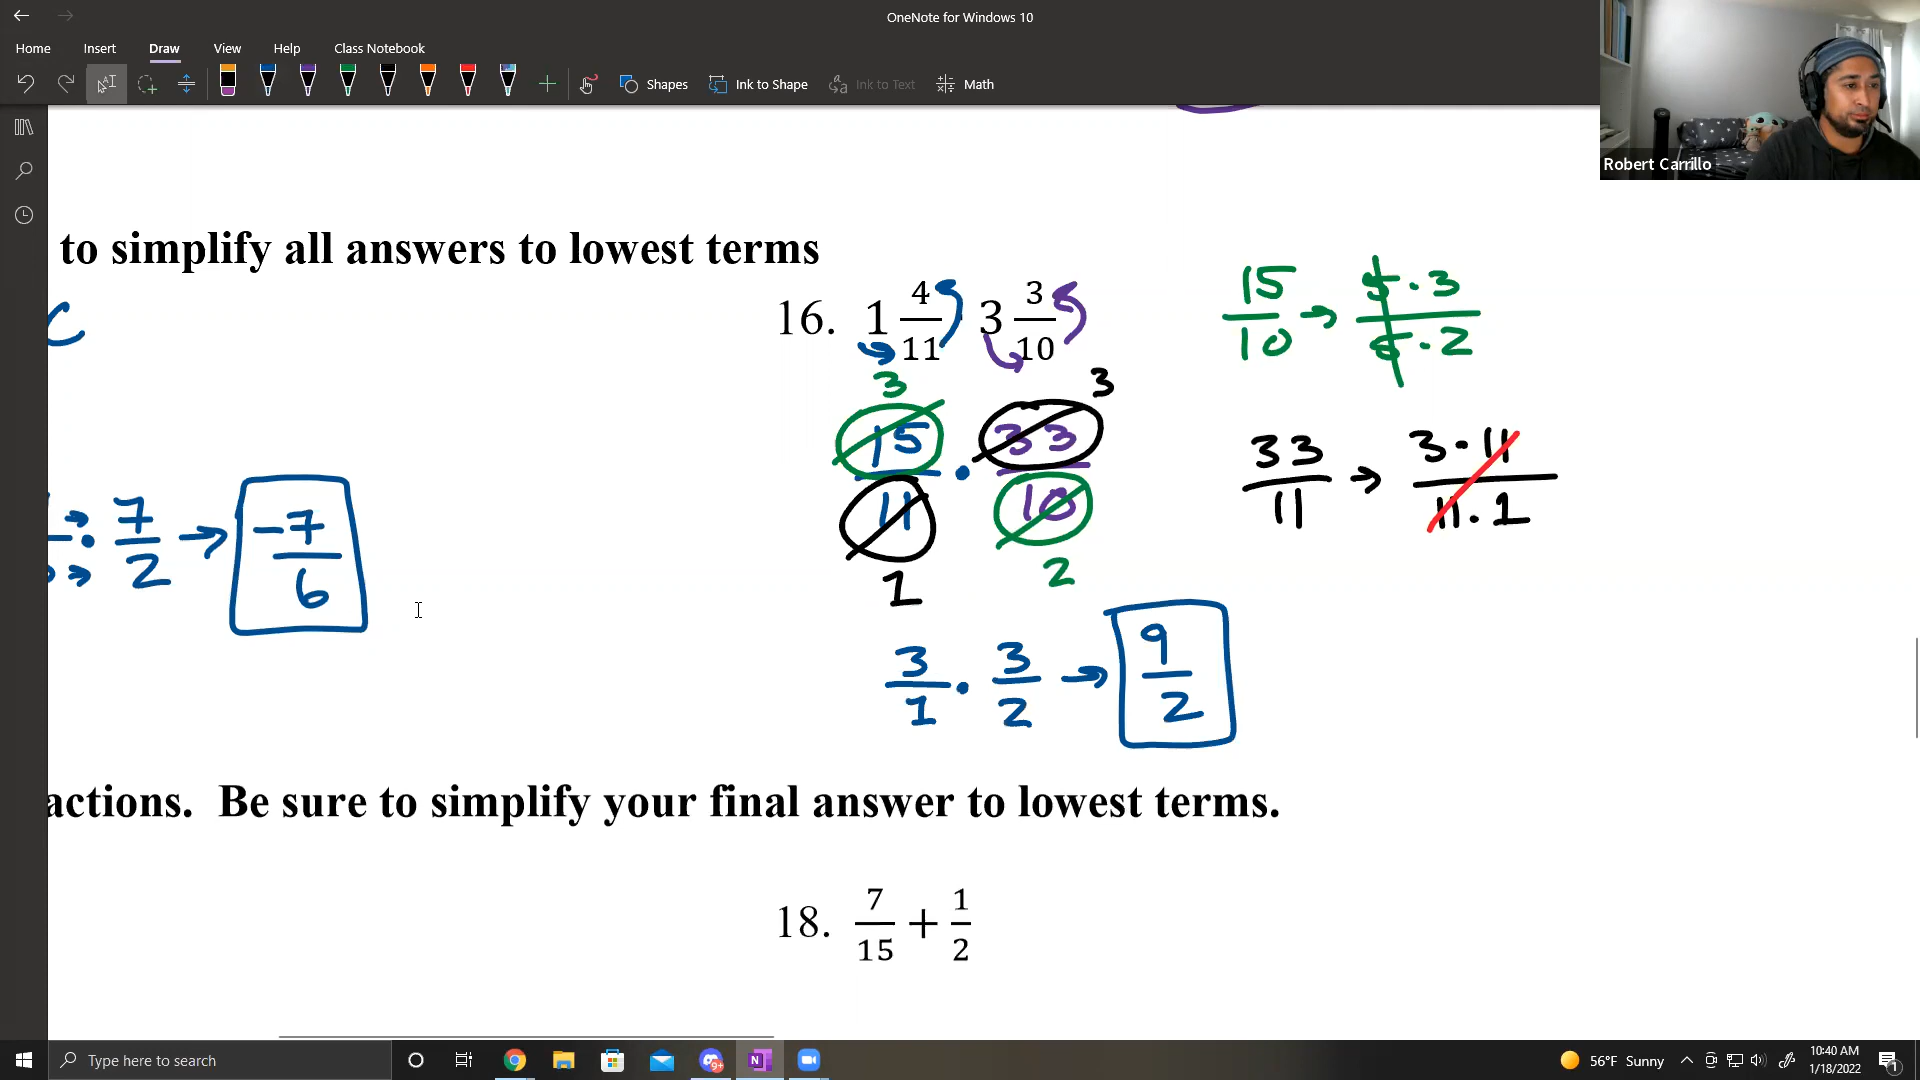 OneNote for Windows 10
Home Insert Draw View Help Class Notebook
Shapes Ink to Shape Ink to Text Math
Robert Carrillo
to simplify all answers to lowest terms
C
16. 1 4/11 · 3 3/10
15/10 → 5·3/5·2
3 3
15/11 · 33/10
1 2
33/11 → 3·11/11·1
· 7/2 → -7/6
3/1 · 3/2 → 9/2
actions. Be sure to simplify your final answer to lowest terms.
18. 7/15 + 1/2
Type here to search
9+
56°F Sunny
10:40 AM
1/18/2022
1